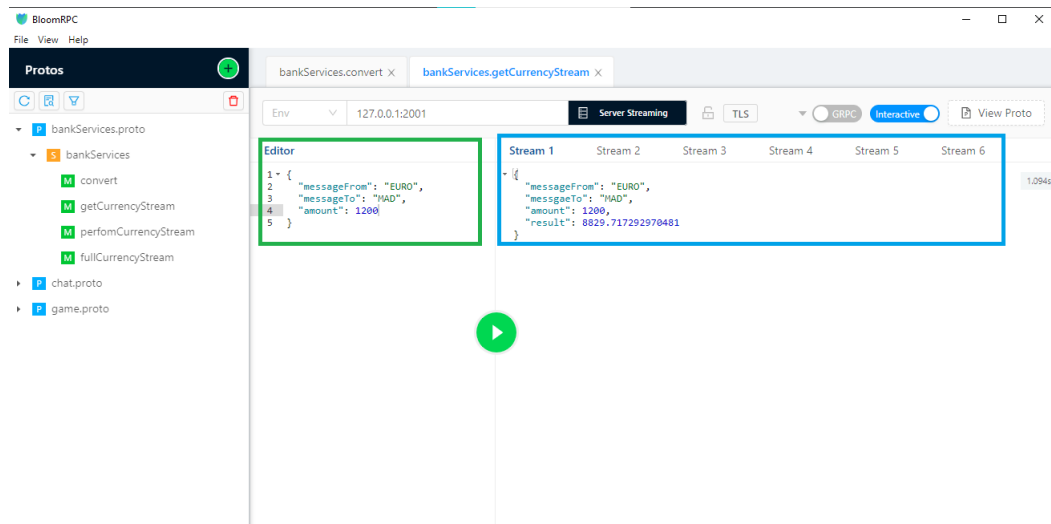 BloomRPC
File View Help
Protos
bankServices.convert
bankServices.getCurrencyStream
Env
127.0.0.1:2001
Server Streaming
TLS
GRPC
Interactive
View Proto
bankServices.proto
S bankServices
M convert
M getCurrencyStream
M perfomCurrencyStream
M fullCurrencyStream
P chat.proto
P game.proto
Editor
1 {
2 "messageFrom": "EURO",
3 "messageTo": "MAD",
4 "amount": 1200
5 }
Stream 1 Stream 2 Stream 3 Stream 4 Stream 5 Stream 6
{
"messageFrom": "EURO",
"messgaeTo": "MAD",
"amount": 1200,
"result": 8829.717292970481
}
1.094s